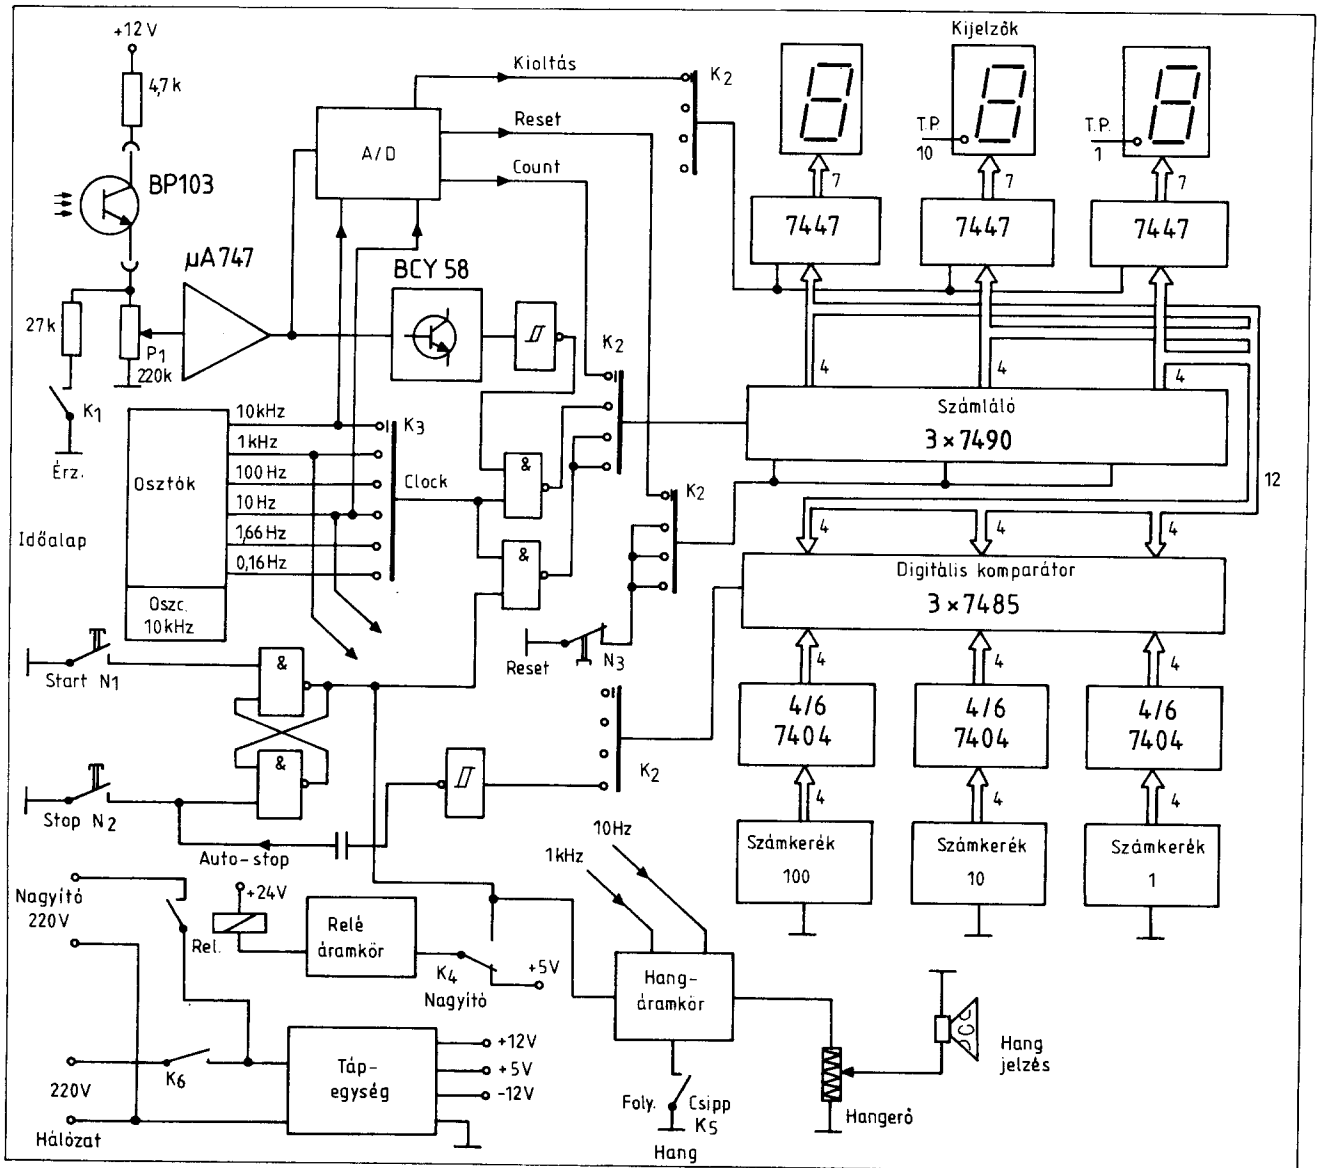 +12 V
4,7k
BP103
µA747
27k
P1
220k
K1
Érz.
A/D
Kioltás
Reset
Count
K2
Kijelzők
T.P.
10
T.P.
1
7
7
7
7447
7447
7447
BCY 58
K2
4
4
4
Számláló
3×7490
12
Időalap
Osztók
10kHz
1kHz
100Hz
10Hz
1,66Hz
0,16Hz
Oszc.
10kHz
K3
Clock
&
&
K2
4
4
4
Digitális komparátor
3×7485
Reset
N3
Start N1
&
&
Stop N2
Auto-stop
K2
4
4
4
4/6
7404
4/6
7404
4/6
7404
4
4
4
Számkerék
100
Számkerék
10
Számkerék
1
Nagyító
220V
Rel.
+24V
Relé
áramkör
K4
Nagyító
+5V
1kHz
10Hz
Hang-
áramkör
Foly.
Csipp
K5
Hang
Hangerő
Hang
jelzés
K6
220V
Hálózat
Táp-
egység
+12V
+5V
-12V